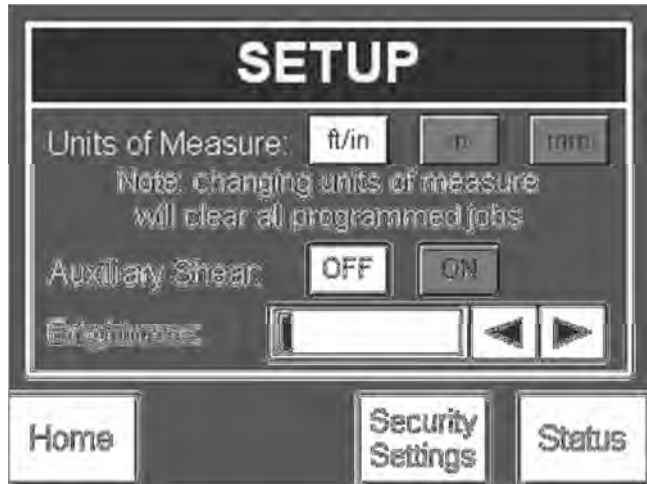 SETUP
Units of Measure: ft/in in mm
Note: changing units of measure
will clear all programmed jobs
Auxiliary Shear: OFF ON
Brightness:
Home Security Settings Status